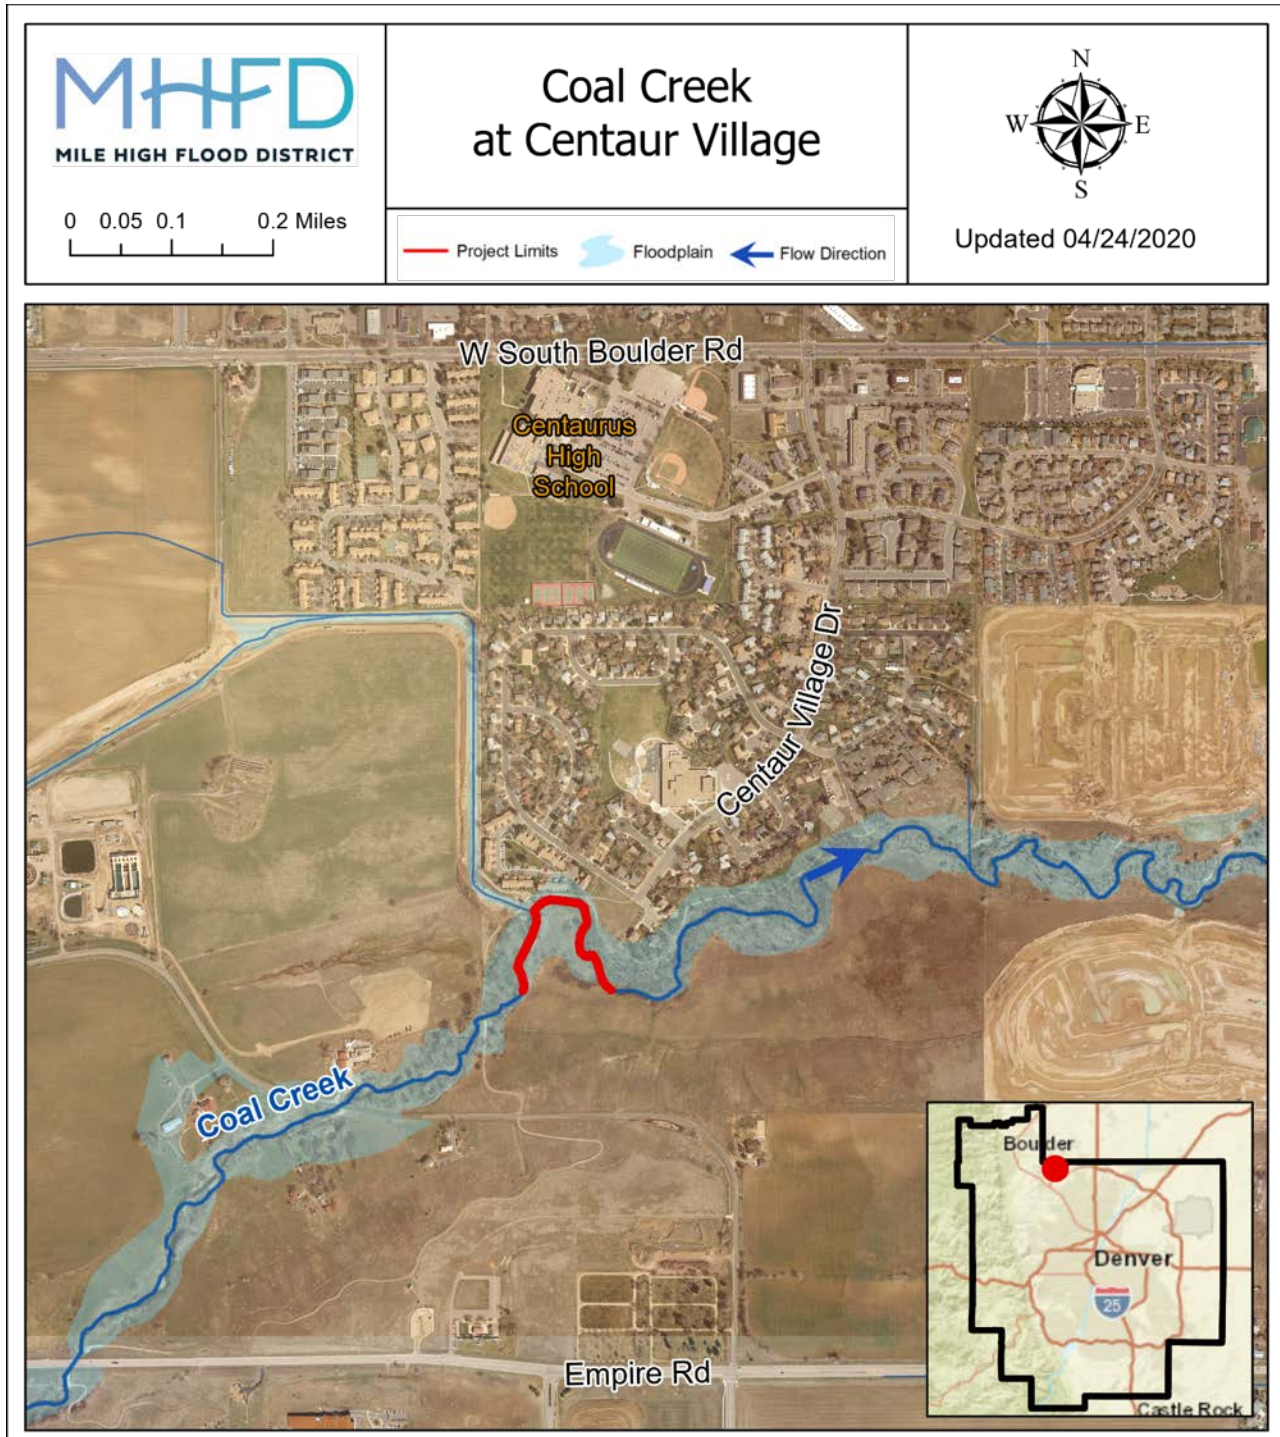 MHFD
MILE HIGH FLOOD DISTRICT
0 0.05 0.1 0.2 Miles
Coal Creek
at Centaur Village
Project Limits
Floodplain
Flow Direction
N
W
E
S
Updated 04/24/2020
W South Boulder Rd
Centaurus
High
School
Centaur Village Dr
Coal Creek
Empire Rd
Boulder
Denver
25
Castle Rock